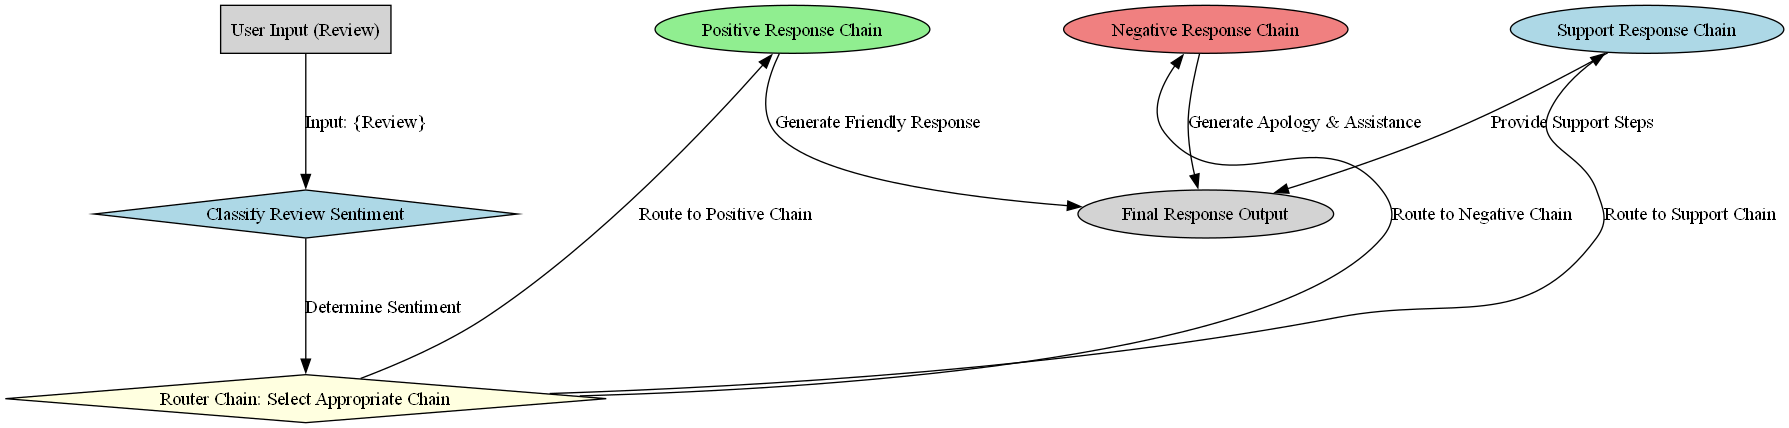 User Input (Review)
Positive Response Chain
Negative Response Chain
Support Response Chain
Input: {Review}
Generate Friendly Response
Generate Apology & Assistance
Provide Support Steps
Classify Review Sentiment
Route to Positive Chain
Final Response Output
Route to Negative Chain
Route to Support Chain
Determine Sentiment
Router Chain: Select Appropriate Chain